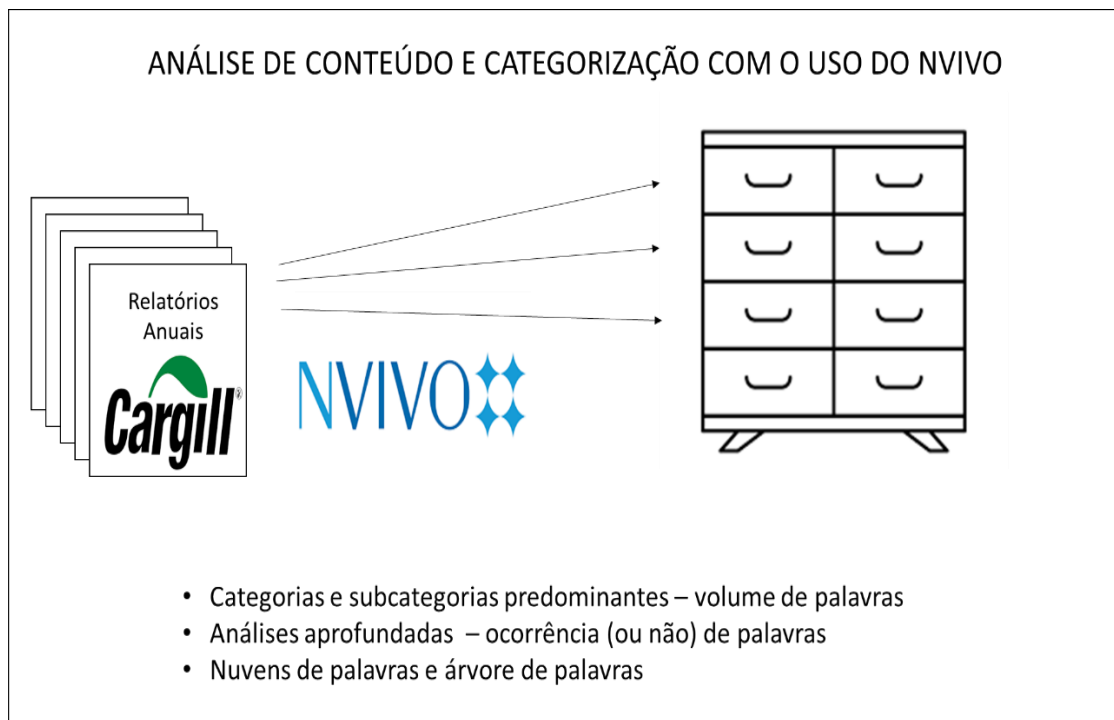 ANÁLISE DE CONTEÚDO E CATEGORIZAÇÃO COM O USO DO NVIVO
Relatórios
Anuais
Cargill®
NVIVO
• Categorias e subcategorias predominantes – volume de palavras
• Análises aprofundadas – ocorrência (ou não) de palavras
• Nuvens de palavras e árvore de palavras